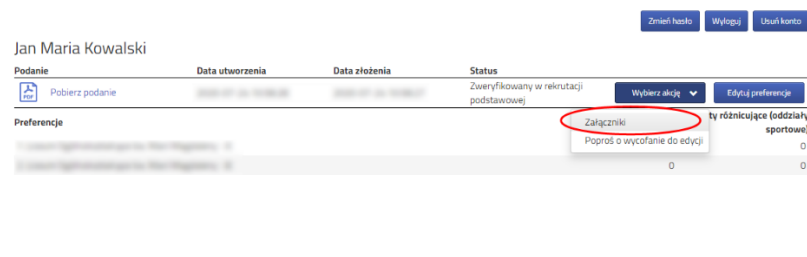 Zmień hasło Wyloguj Usuń konto
Jan Maria Kowalski
Podanie Data utworzenia Data złożenia Status
PDF Pobierz podanie Zweryfikowany w rekrutacji podstawowej Wybierz akcję Edytuj preferencje
Preferencje ty różnicujące (oddziały sportowe)
Załączniki
Poproś o wycofanie do edycji
0
0 0